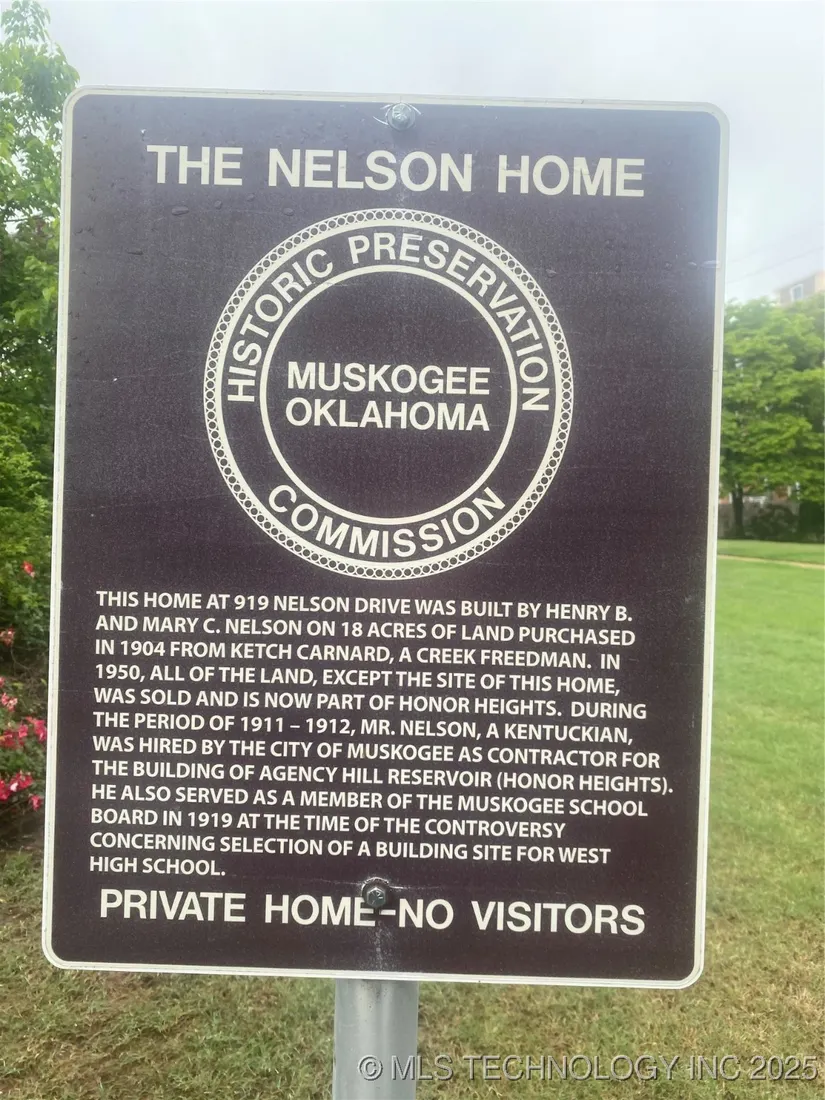 THE NELSON HOME
HISTORIC PRESERVATION
MUSKOGEE
OKLAHOMA
COMMISSION
THIS HOME AT 919 NELSON DRIVE WAS BUILT BY HENRY B.
AND MARY C. NELSON ON 18 ACRES OF LAND PURCHASED
IN 1904 FROM KETCH CARNARD, A CREEK FREEDMAN. IN
1950, ALL OF THE LAND, EXCEPT THE SITE OF THIS HOME,
WAS SOLD AND IS NOW PART OF HONOR HEIGHTS. DURING
THE PERIOD OF 1911 – 1912, MR. NELSON, A KENTUCKIAN,
WAS HIRED BY THE CITY OF MUSKOGEE AS CONTRACTOR FOR
THE BUILDING OF AGENCY HILL RESERVOIR (HONOR HEIGHTS).
HE ALSO SERVED AS A MEMBER OF THE MUSKOGEE SCHOOL
BOARD IN 1919 AT THE TIME OF THE CONTROVERSY
CONCERNING SELECTION OF A BUILDING SITE FOR WEST
HIGH SCHOOL.
PRIVATE HOME-NO VISITORS
© MLS TECHNOLOGY INC 2025